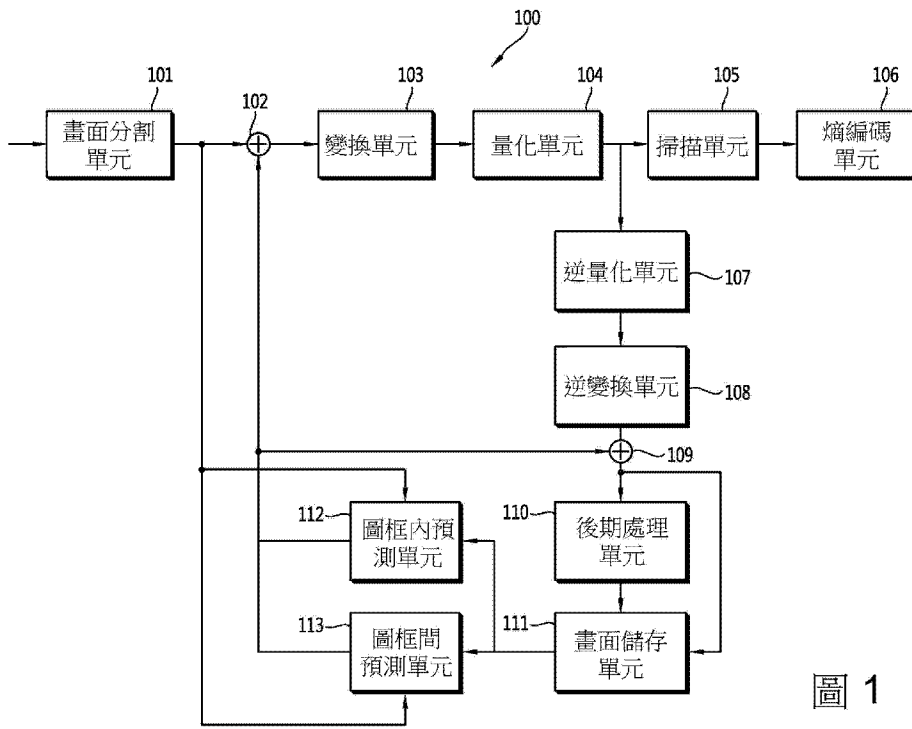 100
101
102
103
104
105
106
畫面分割
單元
變換單元
量化單元
掃描單元
熵編碼
單元
逆量化單元
107
逆變換單元
108
109
112
圖框內預
測單元
110
後期處理
單元
113
圖框間
預測單元
111
畫面儲存
單元
圖 1